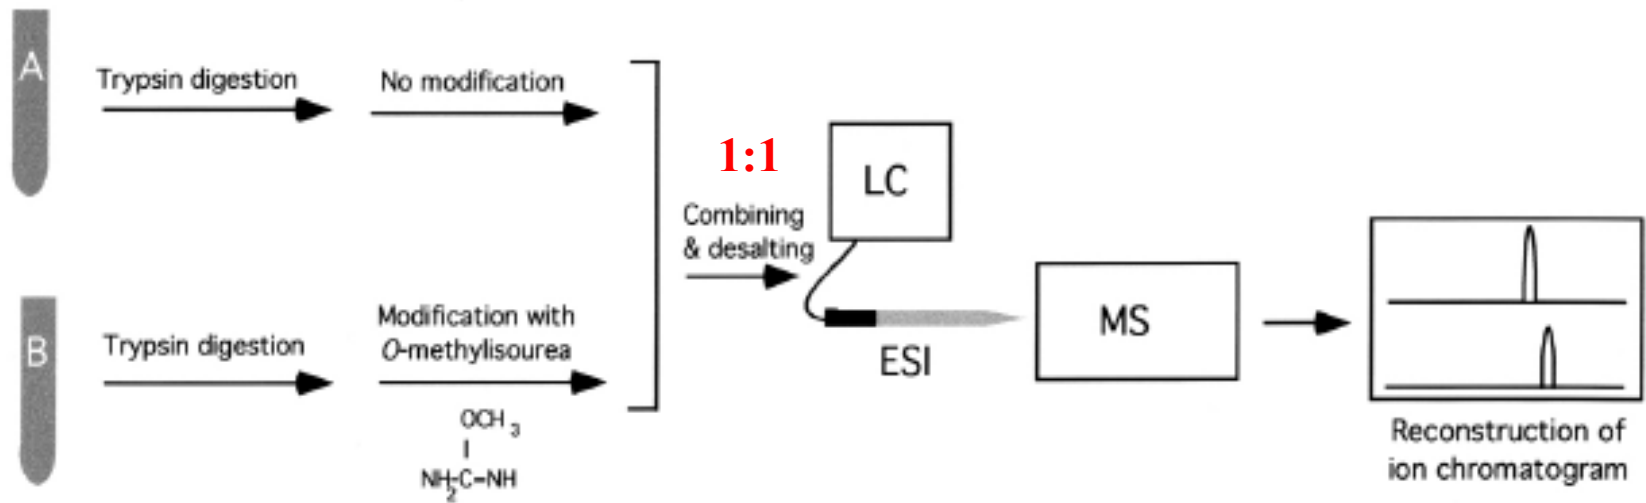 A
Trypsin digestion
No modification
1:1
Combining
& desalting
LC
B
Trypsin digestion
Modification with
O-methylisourea
OCH3
NH2-C-NH
ESI
MS
Reconstruction of
ion chromatogram